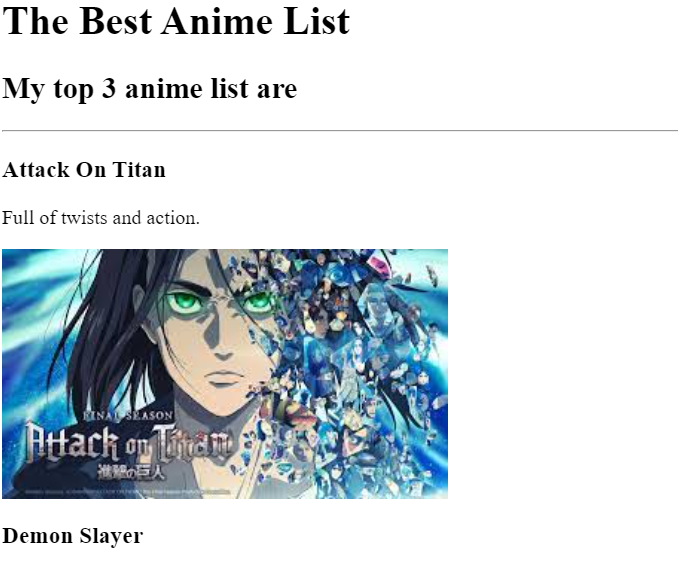 The Best Anime List
My top 3 anime list are
Attack On Titan
Full of twists and action.
FINAL SEASON
Attack on Titan
進撃の巨人
Demon Slayer